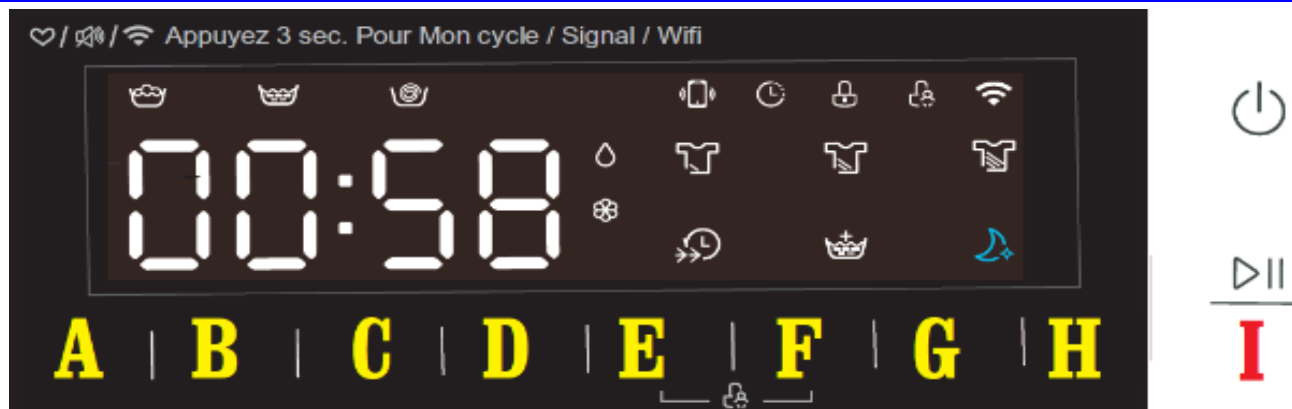 / / Appuyez 3 sec. Pour Mon cycle / Signal / Wifi
00:58
A | B | C | D | E | F | G | H
I